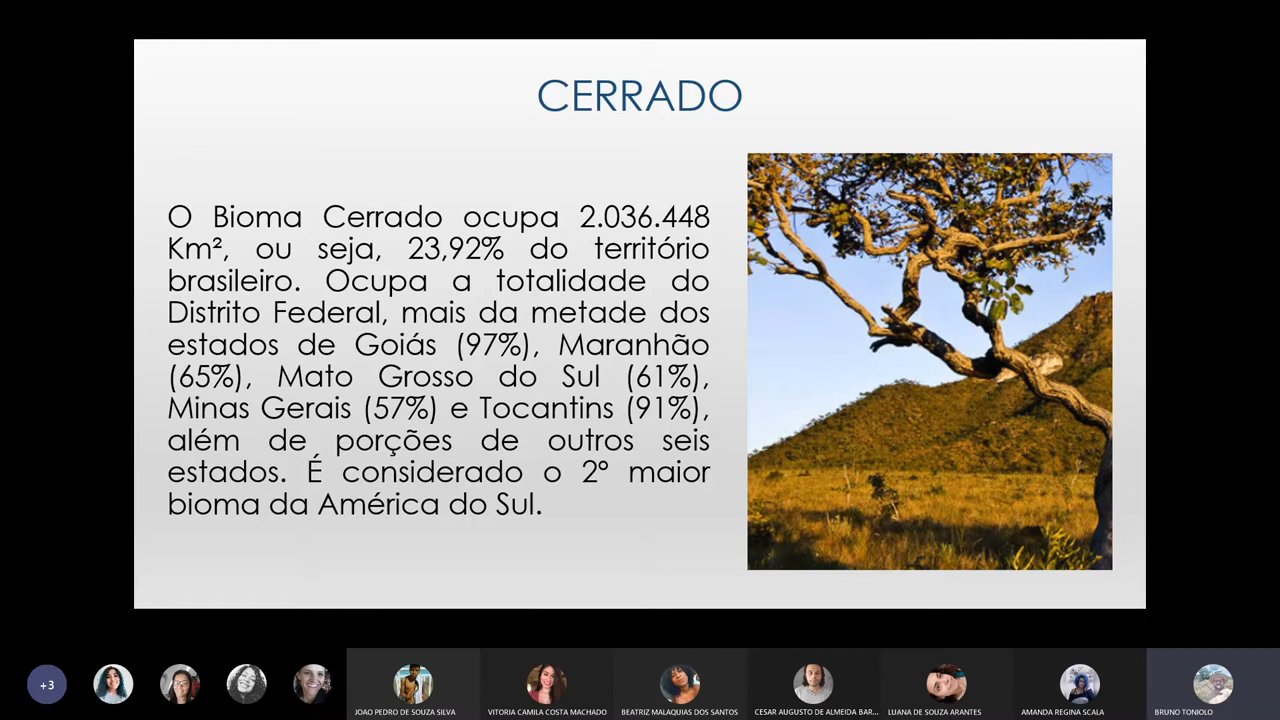 CERRADO
O Bioma Cerrado ocupa 2.036.448
Km², ou seja, 23,92% do território
brasileiro. Ocupa a totalidade do
Distrito Federal, mais da metade dos
estados de Goiás (97%), Maranhão
(65%), Mato Grosso do Sul (61%),
Minas Gerais (57%) e Tocantins (91%),
além de porções de outros seis
estados. É considerado o 2º maior
bioma da América do Sul.
+3
JOAO PEDRO DE SOUZA SILVA
VITORIA CAMILA COSTA MACHADO
BEATRIZ MALAQUIAS DOS SANTOS
CESAR AUGUSTO DE ALMEIDA BAR...
LUANA DE SOUZA ARANTES
AMANDA REGINA SCALA
BRUNO TONIOLO